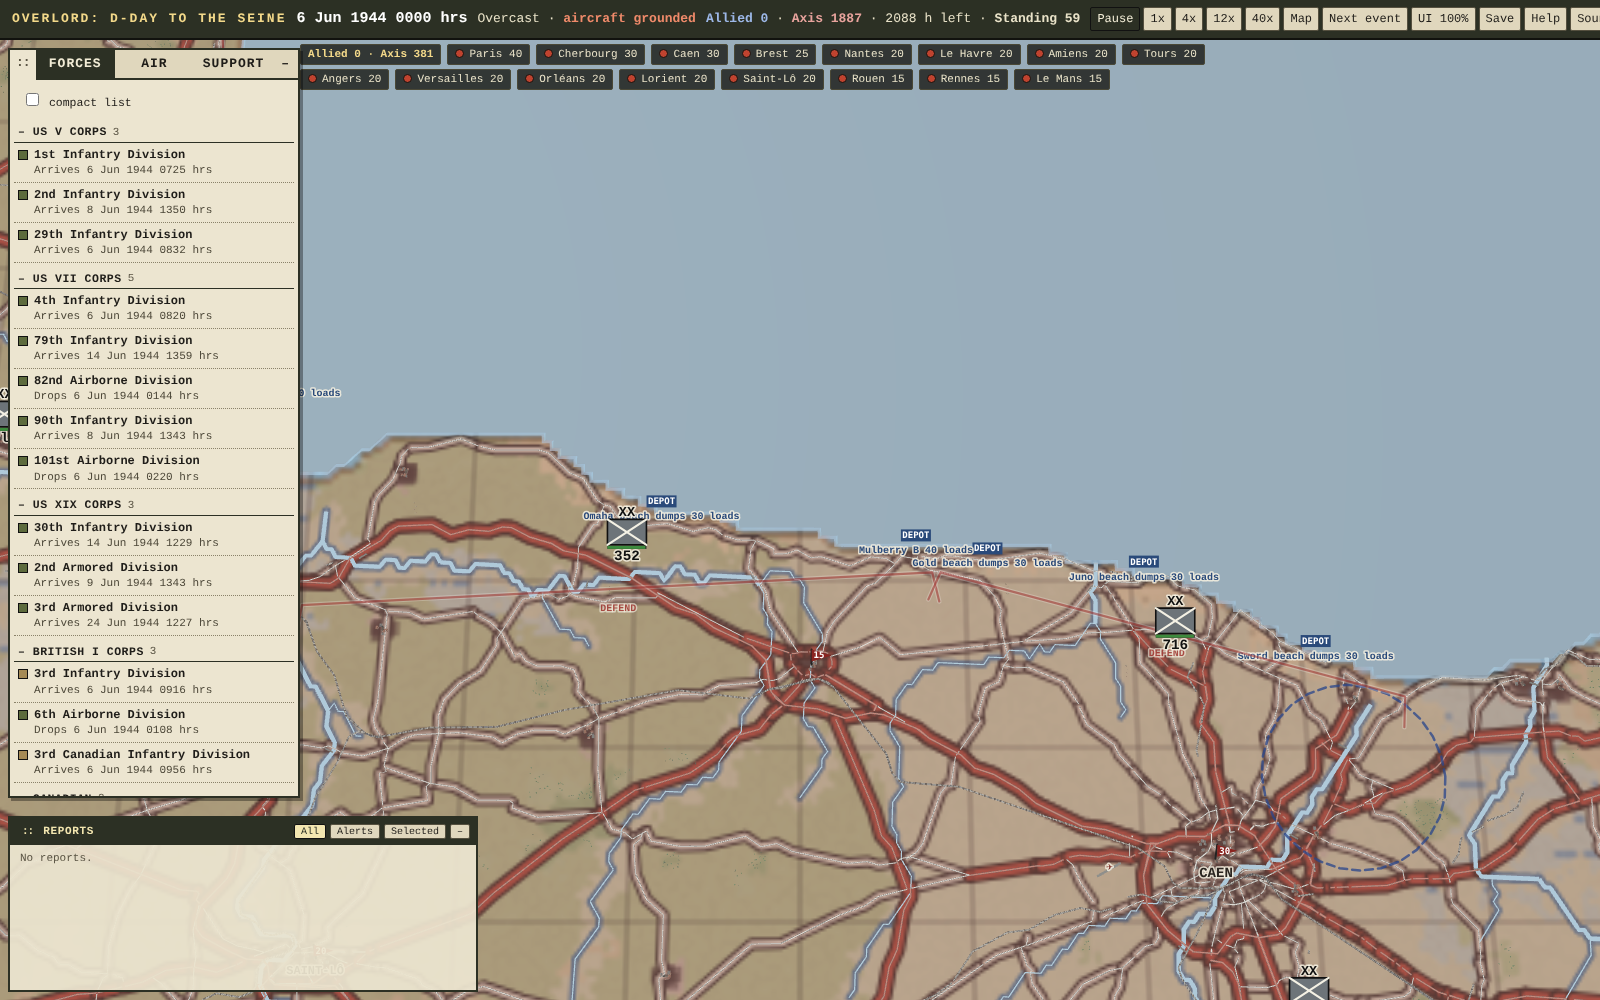 OVERLORD: D-DAY TO THE SEINE 6 Jun 1944 0000 hrs Overcast · aircraft grounded Allied 0 · Axis 1887 · 2088 h left · Standing 59 Pause 1x 4x 12x 40x Map Next event UI 100% Save Help Sou
Allied 0 · Axis 381 Paris 40 Cherbourg 30 Caen 30 Brest 25 Nantes 20 Le Havre 20 Amiens 20 Tours 20
Angers 20 Versailles 20 Orléans 20 Lorient 20 Saint-Lô 20 Rouen 15 Rennes 15 Le Mans 15
:: FORCES AIR SUPPORT –
compact list
– US V CORPS 3
1st Infantry Division
Arrives 6 Jun 1944 0725 hrs
2nd Infantry Division
Arrives 8 Jun 1944 1350 hrs
29th Infantry Division
Arrives 6 Jun 1944 0832 hrs
– US VII CORPS 5
4th Infantry Division
Arrives 6 Jun 1944 0820 hrs
79th Infantry Division
Arrives 14 Jun 1944 1359 hrs
82nd Airborne Division
Drops 6 Jun 1944 0144 hrs
90th Infantry Division
Arrives 8 Jun 1944 1343 hrs
101st Airborne Division
Drops 6 Jun 1944 0220 hrs
– US XIX CORPS 3
30th Infantry Division
Arrives 14 Jun 1944 1229 hrs
2nd Armored Division
Arrives 9 Jun 1944 1343 hrs
3rd Armored Division
Arrives 24 Jun 1944 1227 hrs
– BRITISH I CORPS 3
3rd Infantry Division
Arrives 6 Jun 1944 0916 hrs
6th Airborne Division
Drops 6 Jun 1944 0108 hrs
3rd Canadian Infantry Division
Arrives 6 Jun 1944 0956 hrs
:: REPORTS All Alerts Selected –
No reports.
SAINT-LO
0 loads
DEPOT
XX
Omaha beach dumps 30 loads
352
DEFEND
DEPOT
Mulberry B 40 loads
DEPOT
Gold beach dumps 30 loads
DEPOT
Juno beach dumps 30 loads
XX
716
DEFEND
DEPOT
Sword beach dumps 30 loads
15
30
CAEN
XX